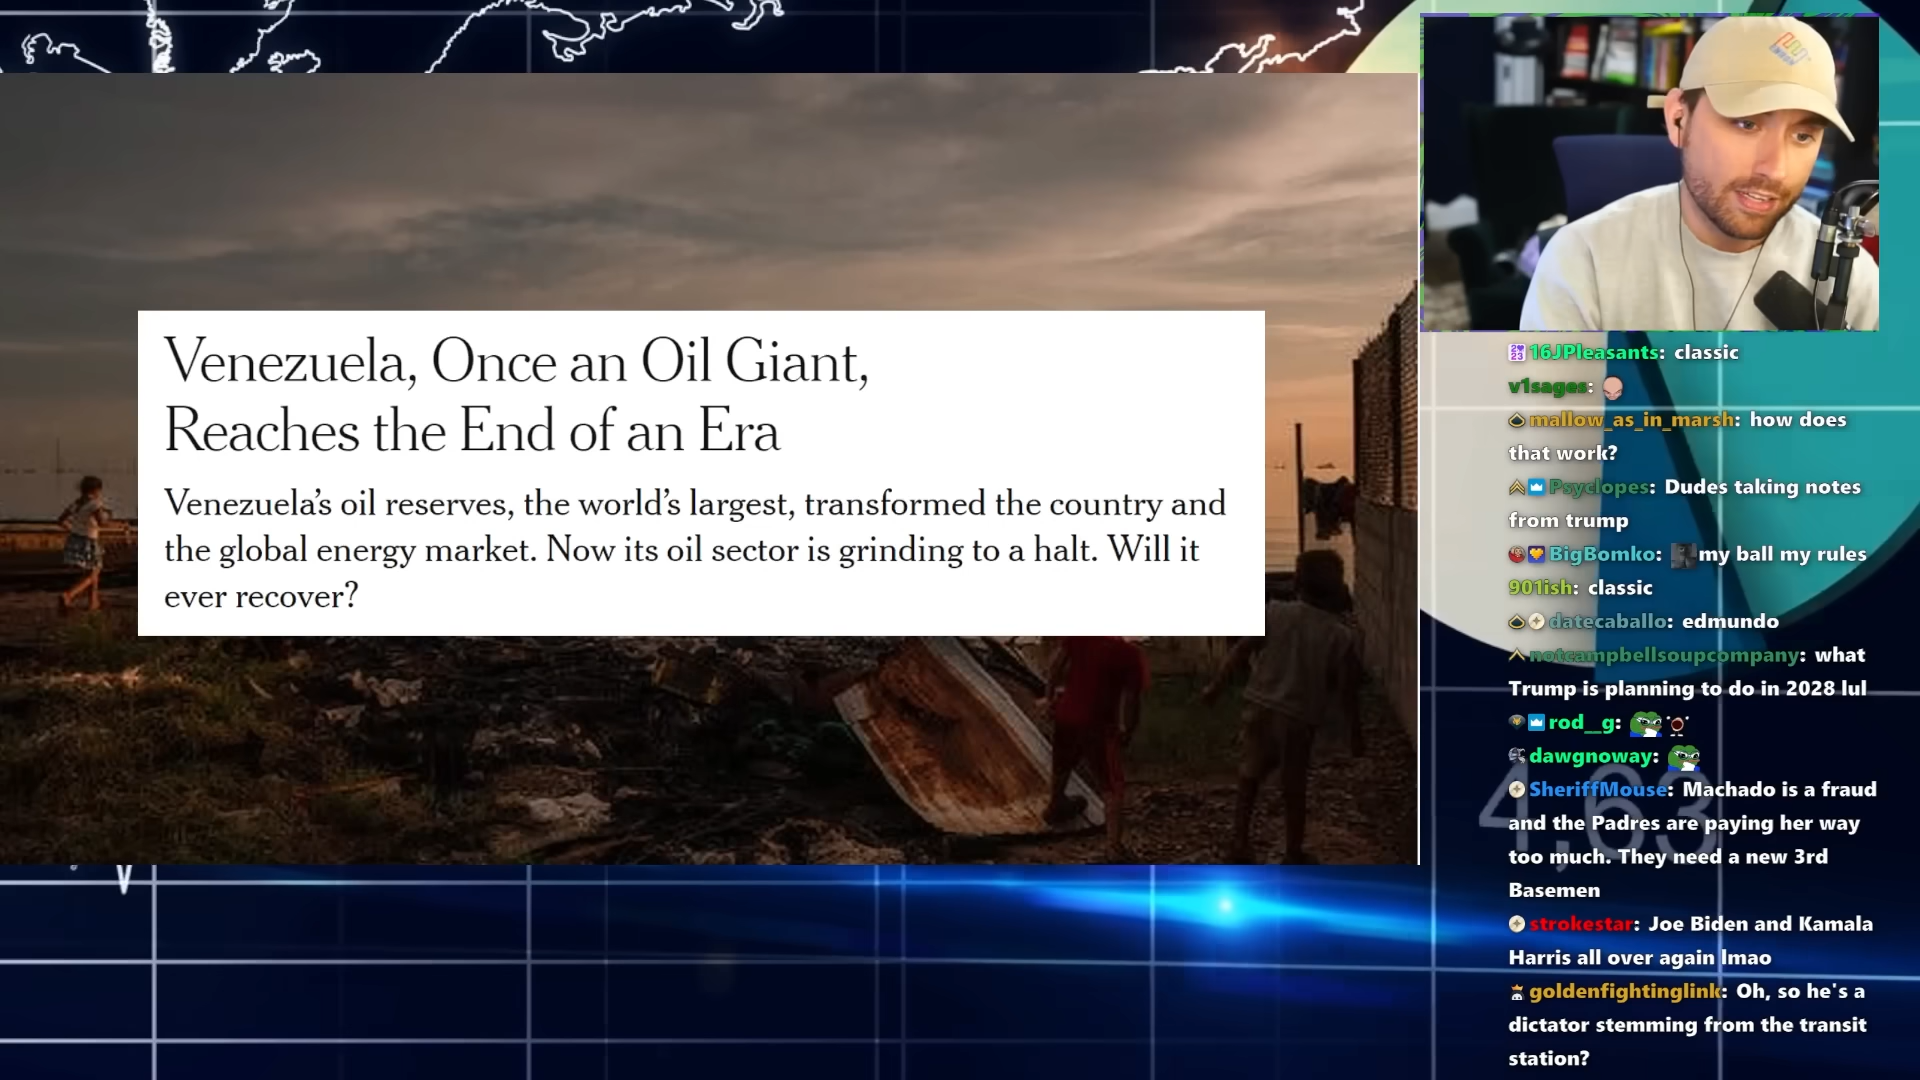 Venezuela, Once an Oil Giant,
Reaches the End of an Era
Venezuela’s oil reserves, the world’s largest, transformed the country and
the global energy market. Now its oil sector is grinding to a halt. Will it
ever recover?
16JPleasants: classic
v1sages:
mallow_as_in_marsh: how does
that work?
Psyclopes: Dudes taking notes
from trump
BigBomko: my ball my rules
901ish: classic
datecaballo: edmundo
notcampbellsoupcompany: what
Trump is planning to do in 2028 lul
rod__g:
dawgnoway:
4,63
SheriffMouse: Machado is a fraud
and the Padres are paying her way
too much. They need a new 3rd
Basemen
strokestar: Joe Biden and Kamala
Harris all over again lmao
goldenfightinglink: Oh, so he's a
dictator stemming from the transit
station?